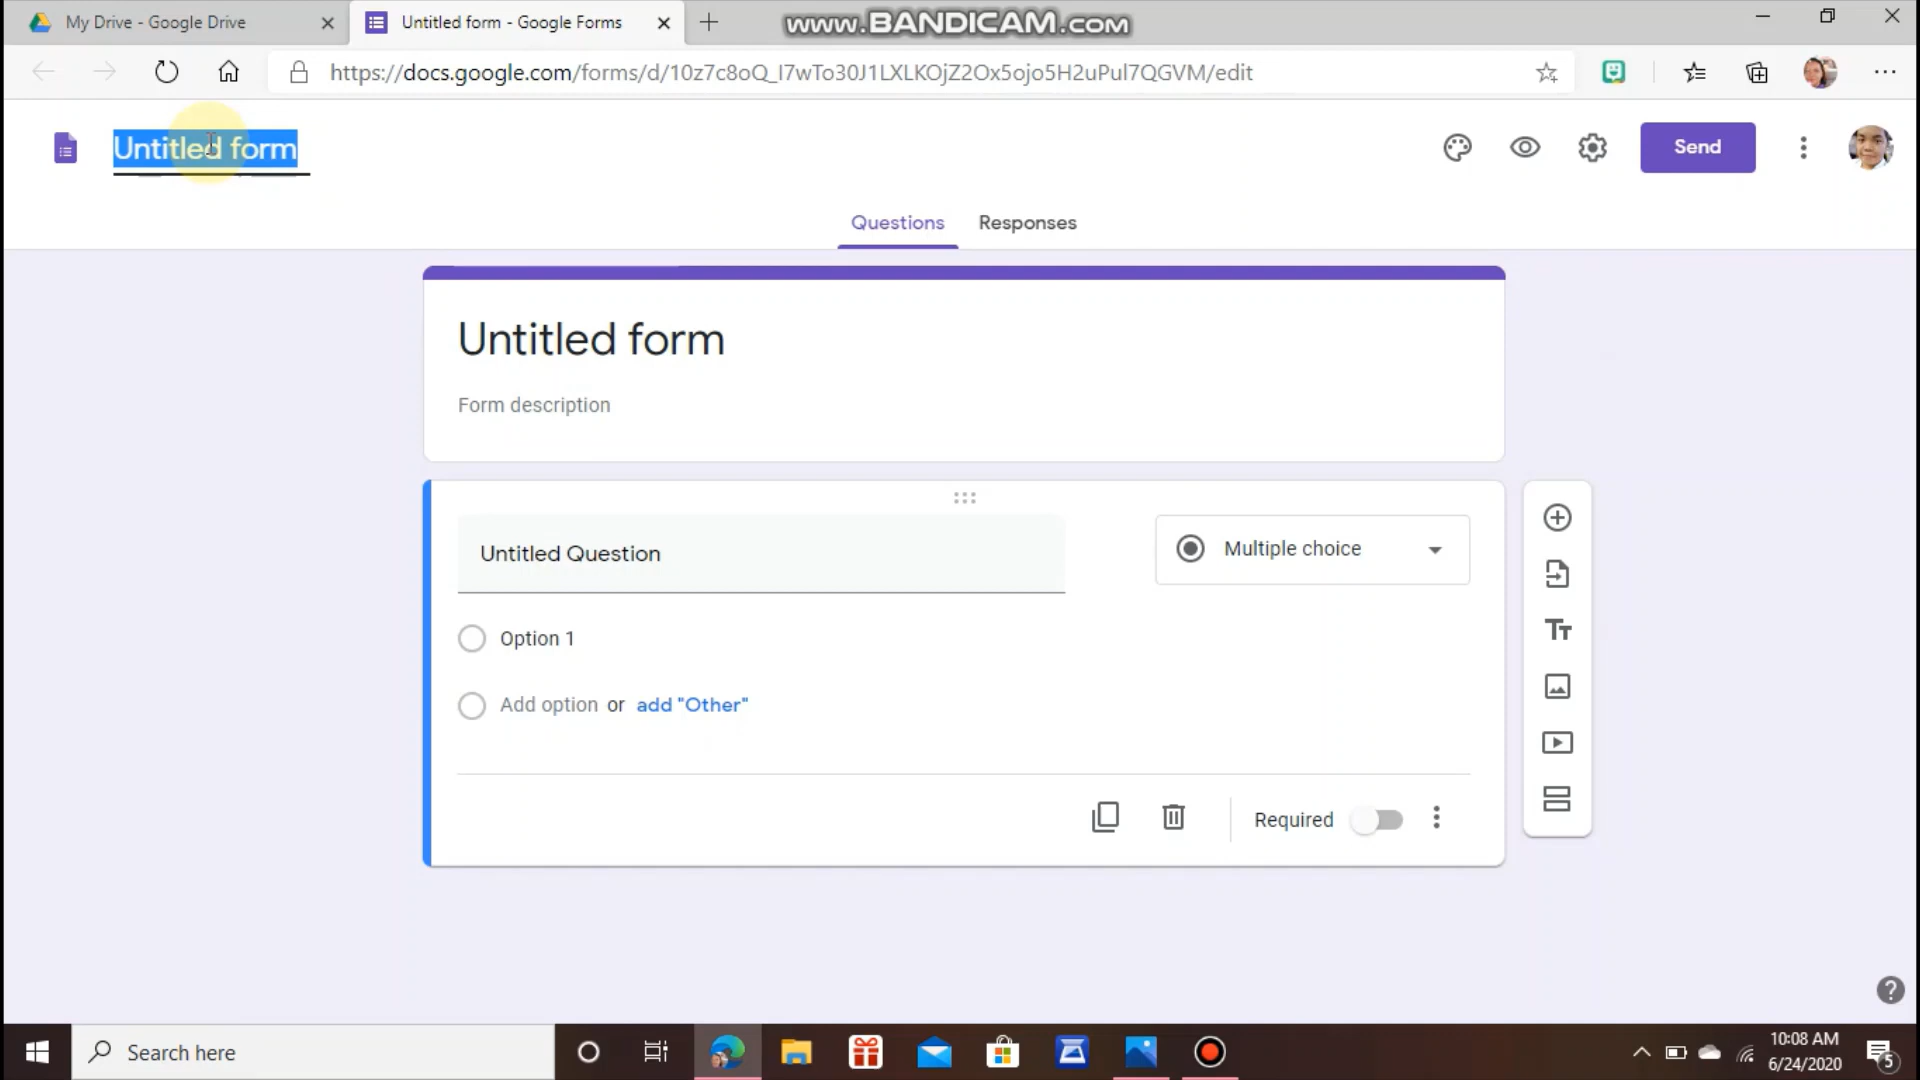 My Drive - Google Drive
Untitled form - Google Forms
www.BANDICAM.com
https://docs.google.com/forms/d/10z7c8oQ_I7wTo30J1LXLKOjZ2Ox5ojo5H2uPul7QGVM/edit
Untitled form
Send
Questions
Responses
Untitled form
Form description
Untitled Question
Multiple choice
Option 1
Add option or add "Other"
Required
Search here
10:08 AM
6/24/2020
5